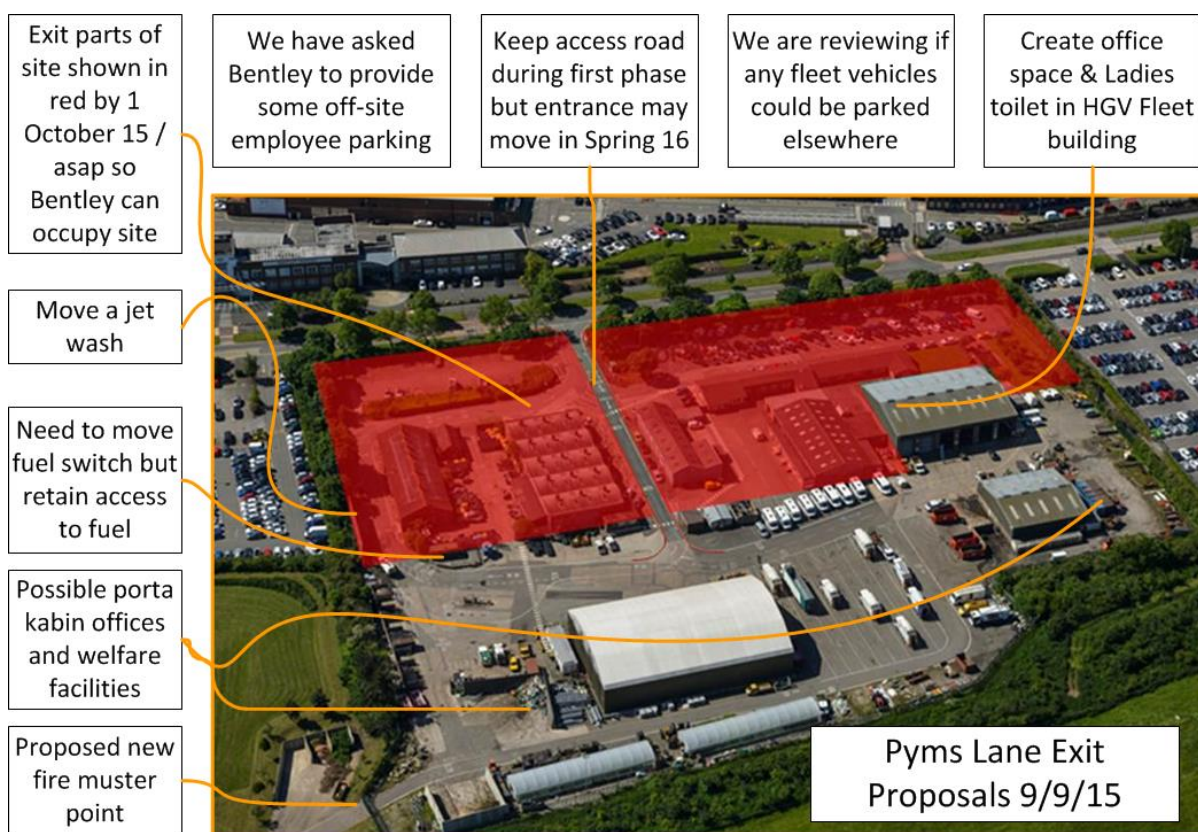 Exit parts of
site shown in
red by 1
October 15 /
asap so
Bentley can
occupy site
We have asked
Bentley to provide
some off-site
employee parking
Keep access road
during first phase
but entrance may
move in Spring 16
We are reviewing if
any fleet vehicles
could be parked
elsewhere
Create office
space & Ladies
toilet in HGV Fleet
building
Move a jet
wash
Need to move
fuel switch but
retain access
to fuel
Possible porta
kabin offices
and welfare
facilities
Proposed new
fire muster
point
Pyms Lane Exit
Proposals 9/9/15